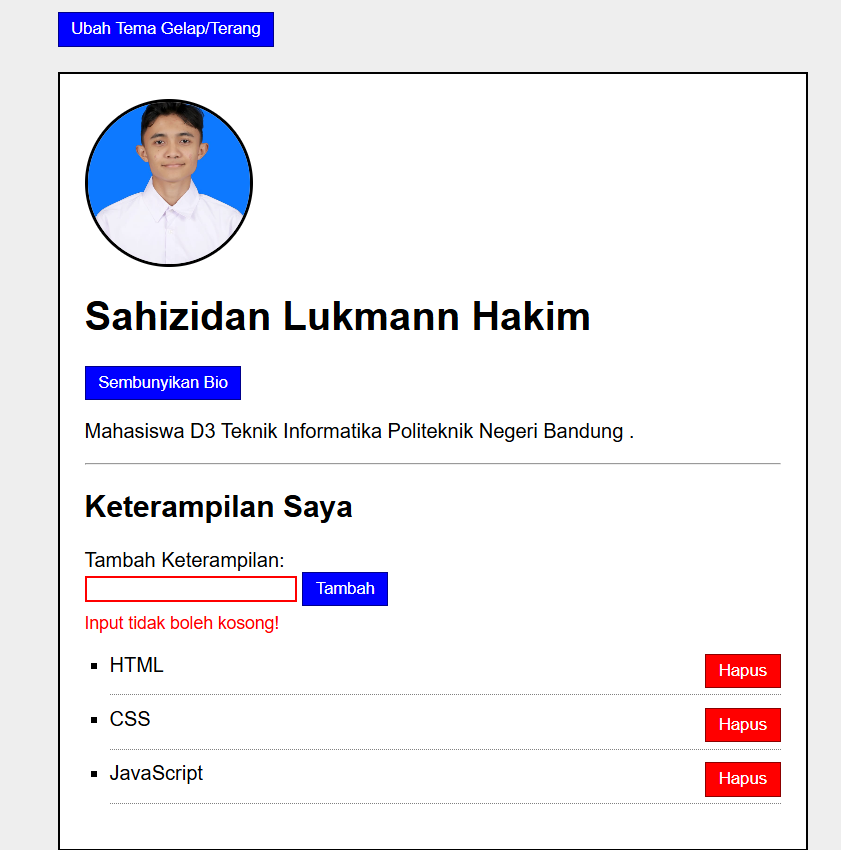 Ubah Tema Gelap/Terang
Sahizidan Lukmann Hakim
Sembunyikan Bio
Mahasiswa D3 Teknik Informatika Politeknik Negeri Bandung .
Keterampilan Saya
Tambah Keterampilan:
Tambah
Input tidak boleh kosong!
HTML Hapus
CSS Hapus
JavaScript Hapus